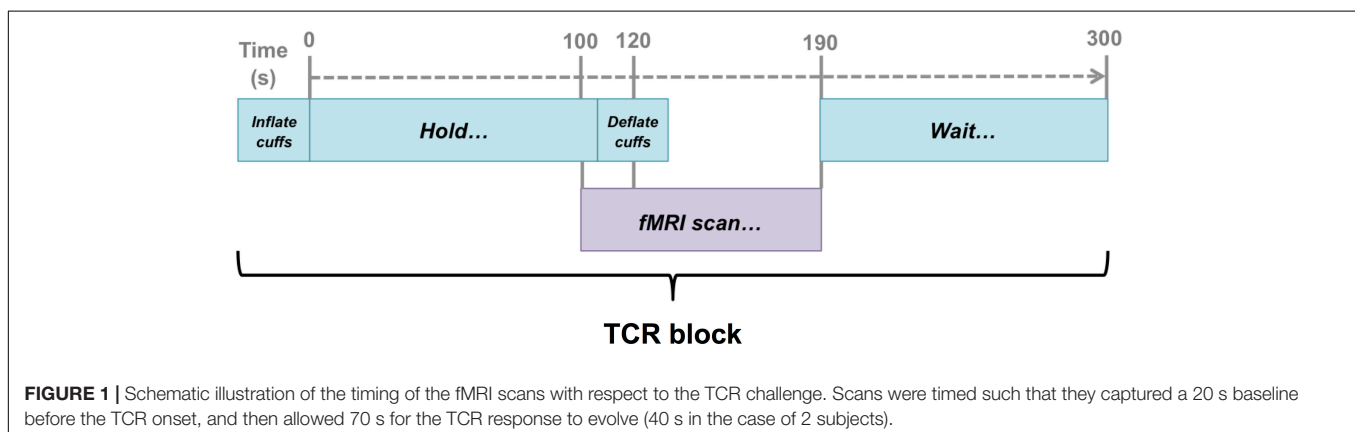 Time (s)
0 100 120 190 300
Inflate cuffs
Hold...
Deflate cuffs
Wait...
fMRI scan...
TCR block
FIGURE 1 | Schematic illustration of the timing of the fMRI scans with respect to the TCR challenge. Scans were timed such that they captured a 20 s baseline
before the TCR onset, and then allowed 70 s for the TCR response to evolve (40 s in the case of 2 subjects).